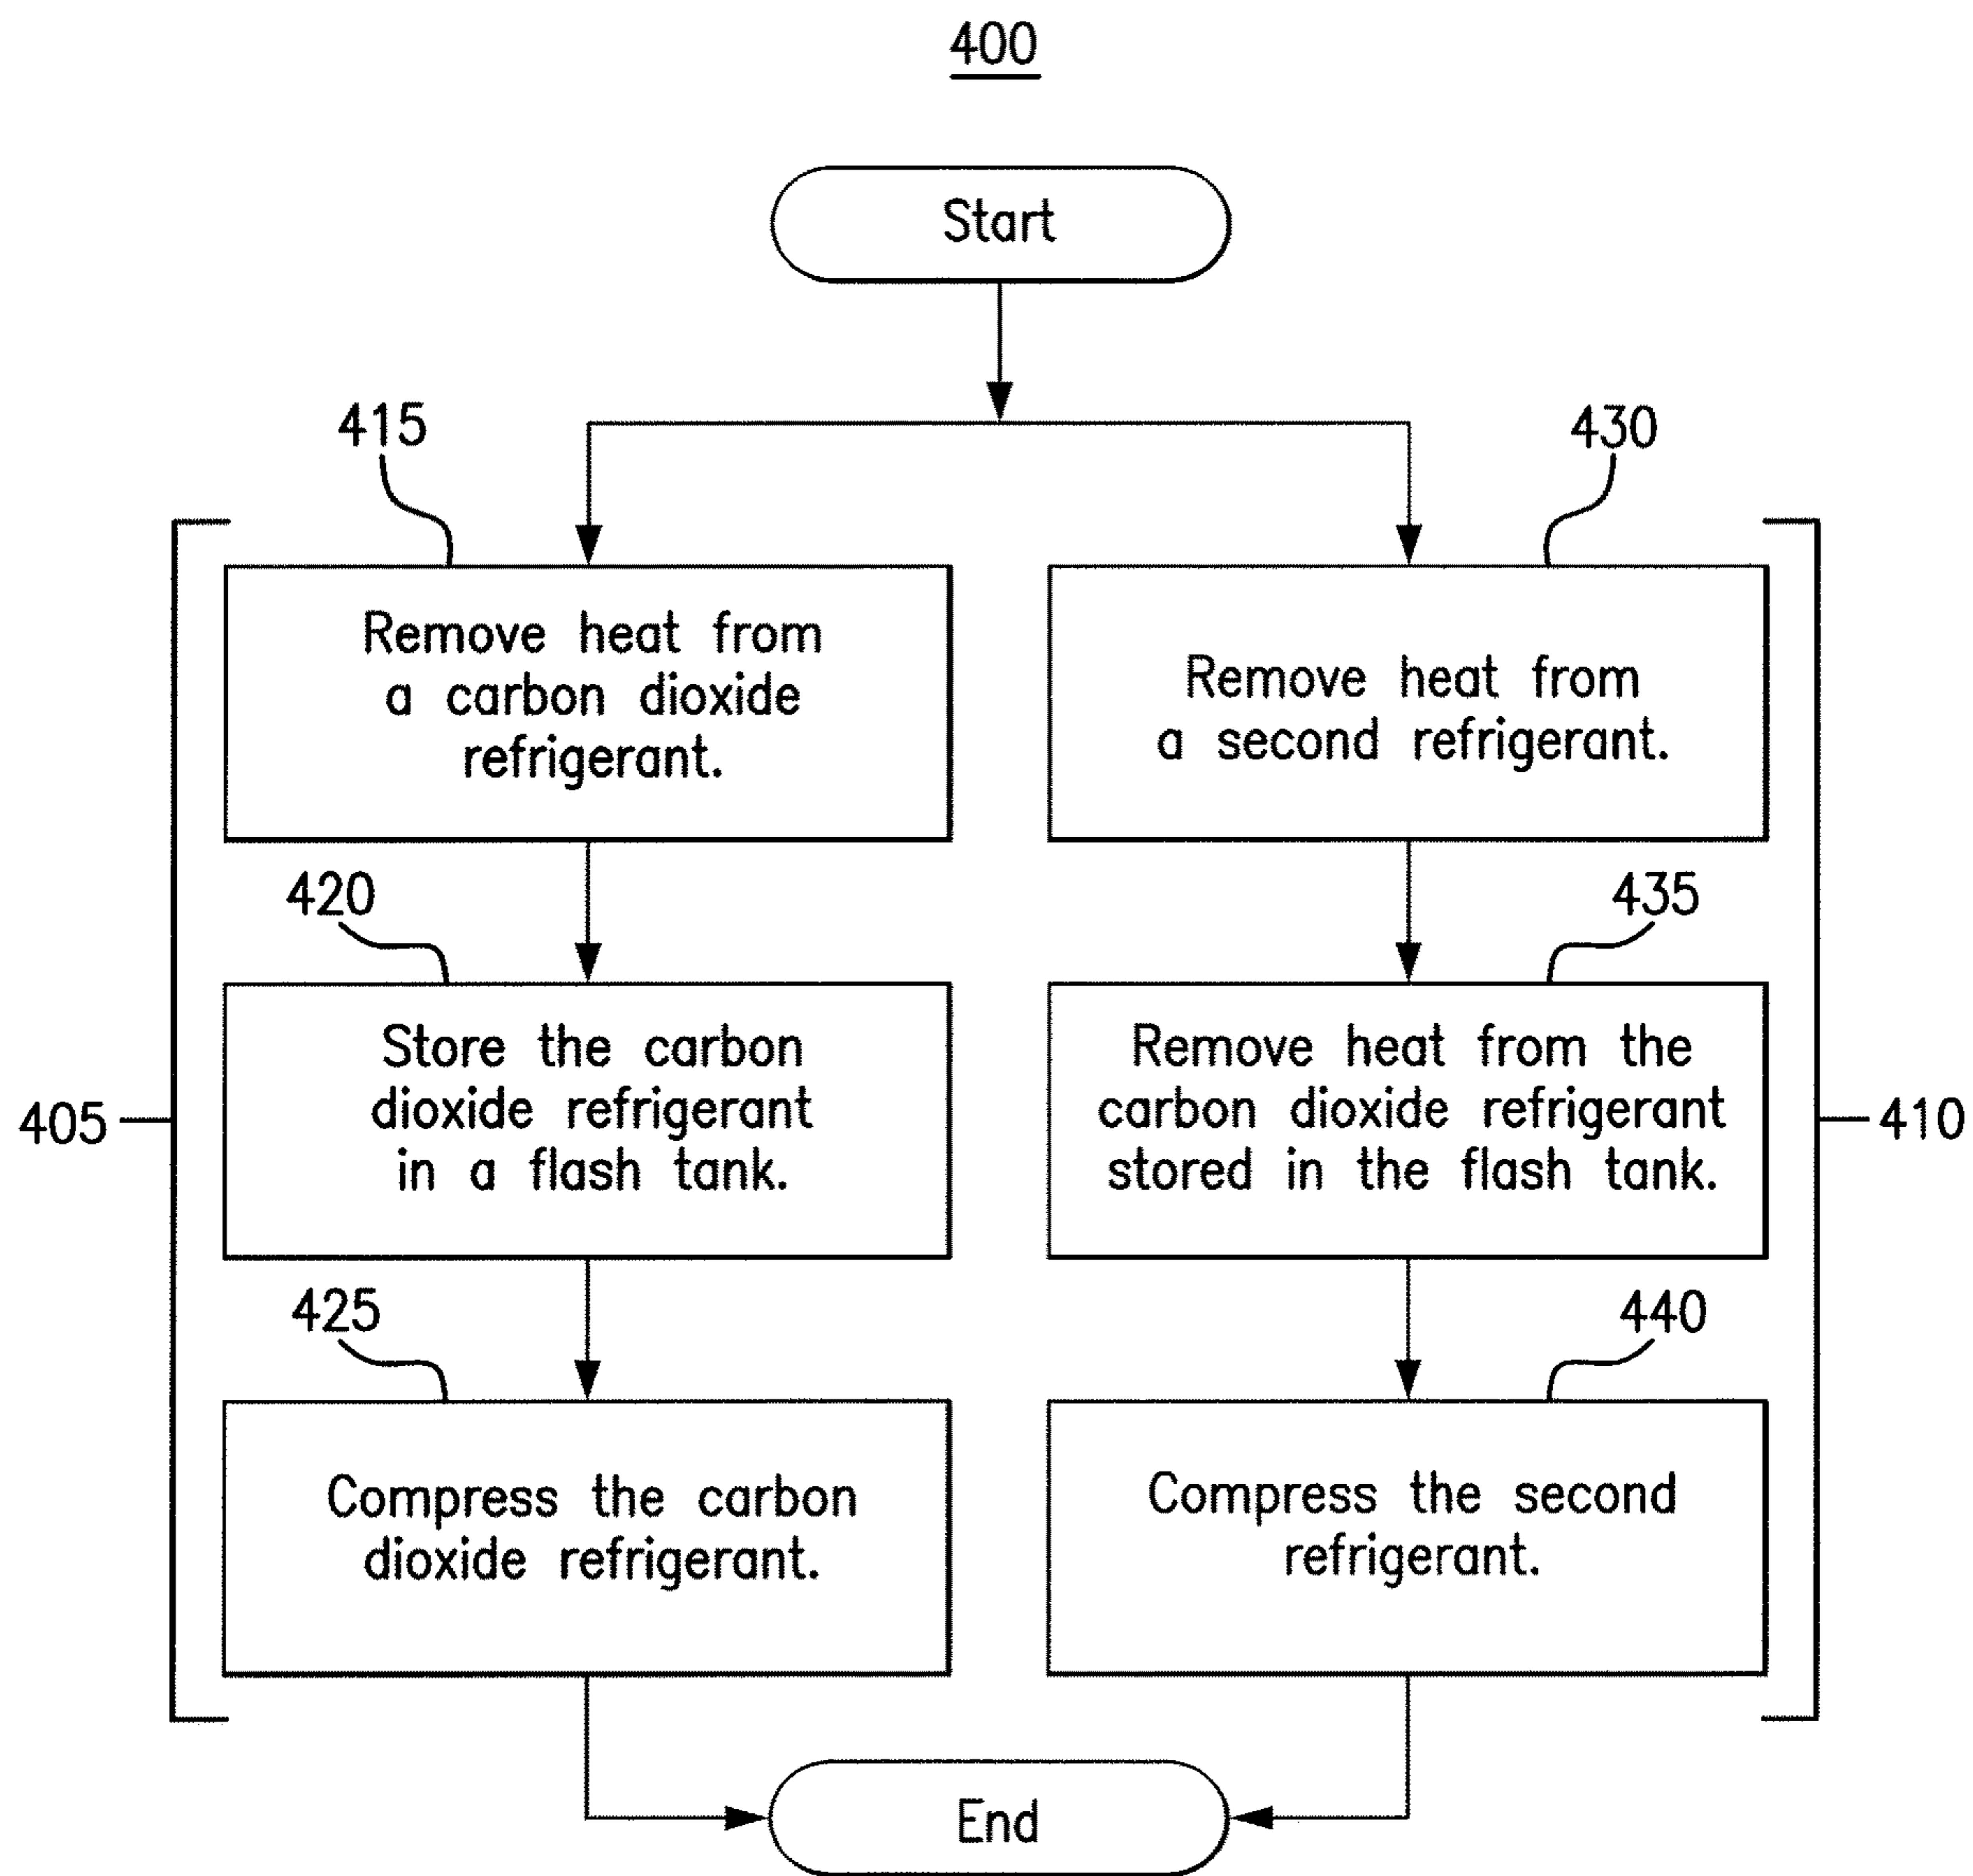 400
Start
415
430
Remove heat from
a carbon dioxide
refrigerant.
Remove heat from
a second refrigerant.
420
435
Store the carbon
dioxide refrigerant
in a flash tank.
Remove heat from the
carbon dioxide refrigerant
stored in the flash tank.
405
410
425
440
Compress the carbon
dioxide refrigerant.
Compress the second
refrigerant.
End